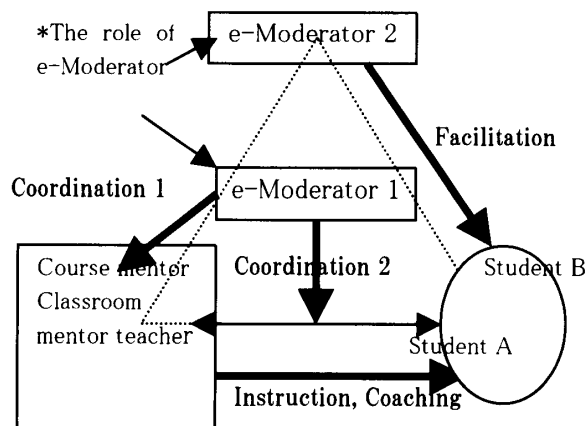 *The role of
e-Moderator
e-Moderator 2
Facilitation
Coordination 1
e-Moderator 1
Course mentor
Classroom
mentor teacher
Coordination 2
Student B
Student A
Instruction, Coaching